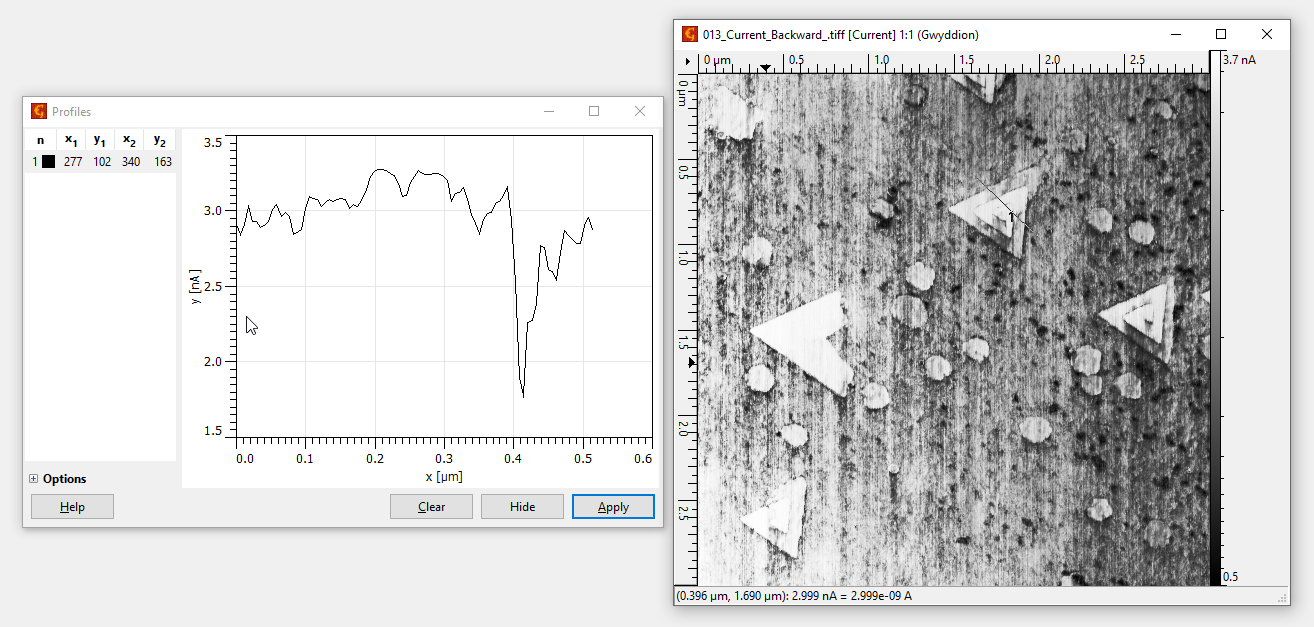 Profiles
n x1 y1 x2 y2
1 277 102 340 163
Options
Help
3.5
3.0
2.5
2.0
1.5
y [nA]
0.0 0.1 0.2 0.3 0.4 0.5 0.6
x [µm]
Clear Hide Apply
013_Current_Backward_.tiff [Current] 1:1 (Gwyddion)
0 µm 0.5 1.0 1.5 2.0 2.5
3.7 nA
0 µm
0.5
1.0
1.5
2.0
2.5
1
0.5
(0.396 µm, 1.690 µm): 2.999 nA = 2.999e-09 A